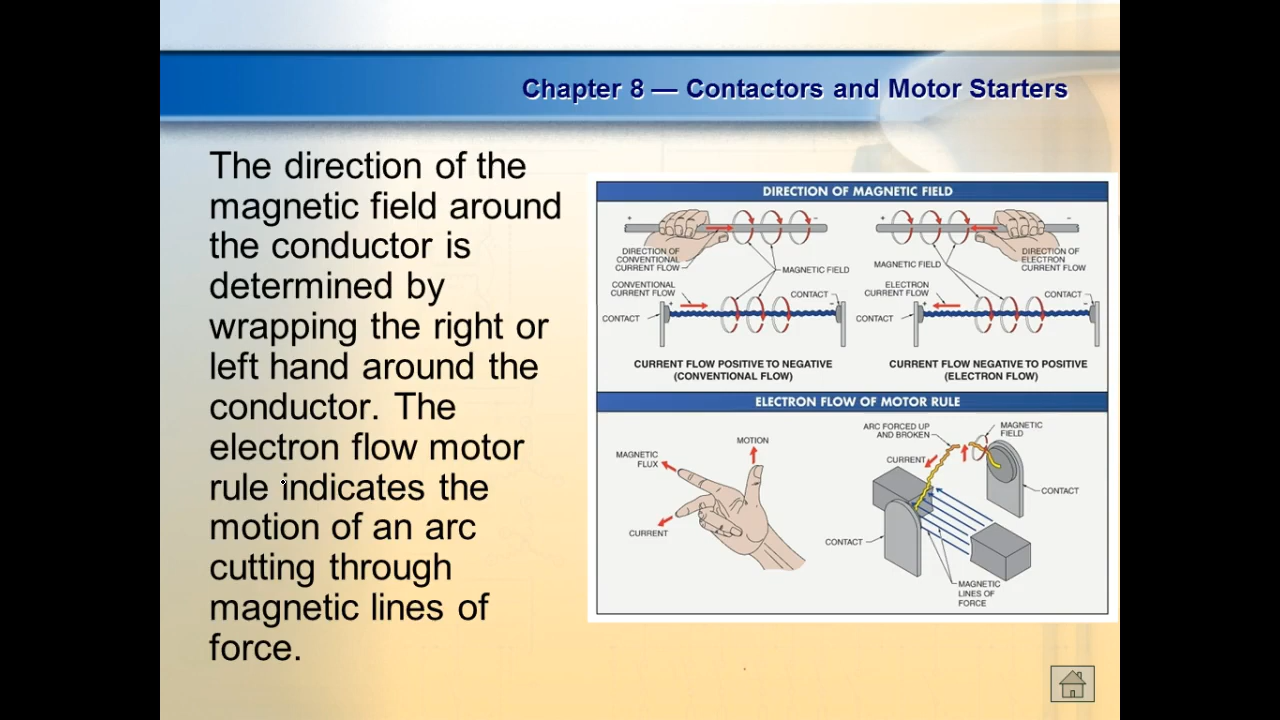 Chapter 8 — Contactors and Motor Starters
The direction of the
magnetic field around
the conductor is
determined by
wrapping the right or
left hand around the
conductor. The
electron flow motor
rule indicates the
motion of an arc
cutting through
magnetic lines of
force.
DIRECTION OF MAGNETIC FIELD
+
-
DIRECTION OF
CONVENTIONAL
CURRENT FLOW
MAGNETIC FIELD
CONVENTIONAL
CURRENT FLOW
CONTACT
CONTACT
+
-
CURRENT FLOW POSITIVE TO NEGATIVE
(CONVENTIONAL FLOW)
+
-
MAGNETIC FIELD
DIRECTION OF
ELECTRON
CURRENT FLOW
ELECTRON
CURRENT FLOW
CONTACT
CONTACT
+
-
CURRENT FLOW NEGATIVE TO POSITIVE
(ELECTRON FLOW)
ELECTRON FLOW OF MOTOR RULE
MOTION
MAGNETIC
FLUX
CURRENT
ARC FORCED UP
AND BROKEN
MAGNETIC
FIELD
CURRENT
CONTACT
CONTACT
MAGNETIC
LINES OF
FORCE